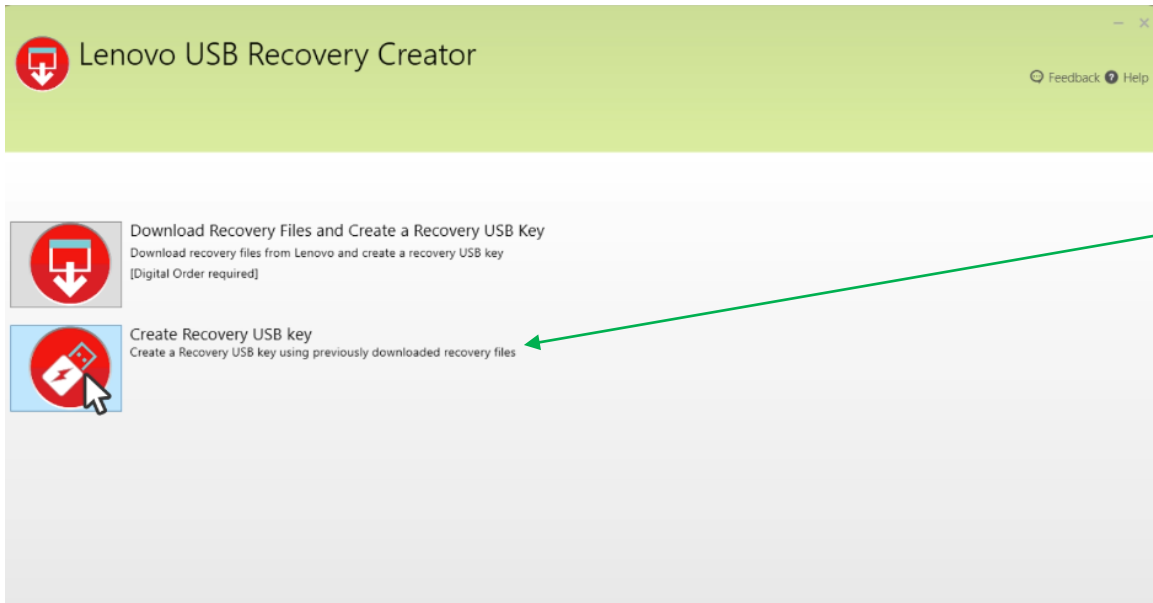 Lenovo USB Recovery Creator
Feedback Help
Download Recovery Files and Create a Recovery USB Key
Download recovery files from Lenovo and create a recovery USB key
[Digital Order required]
Create Recovery USB key
Create a Recovery USB key using previously downloaded recovery files